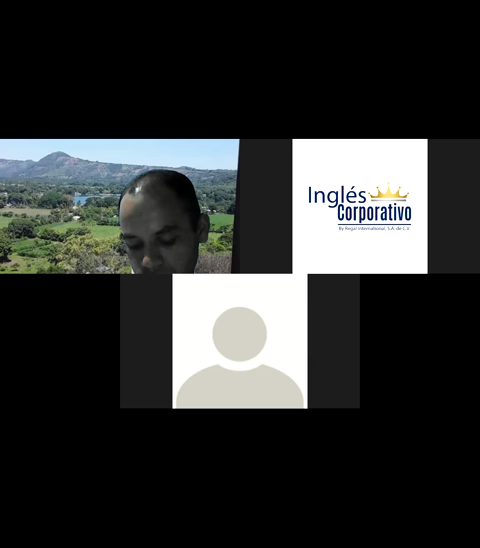 Inglés
Corporativo
By Regal International, S.A. de C.V